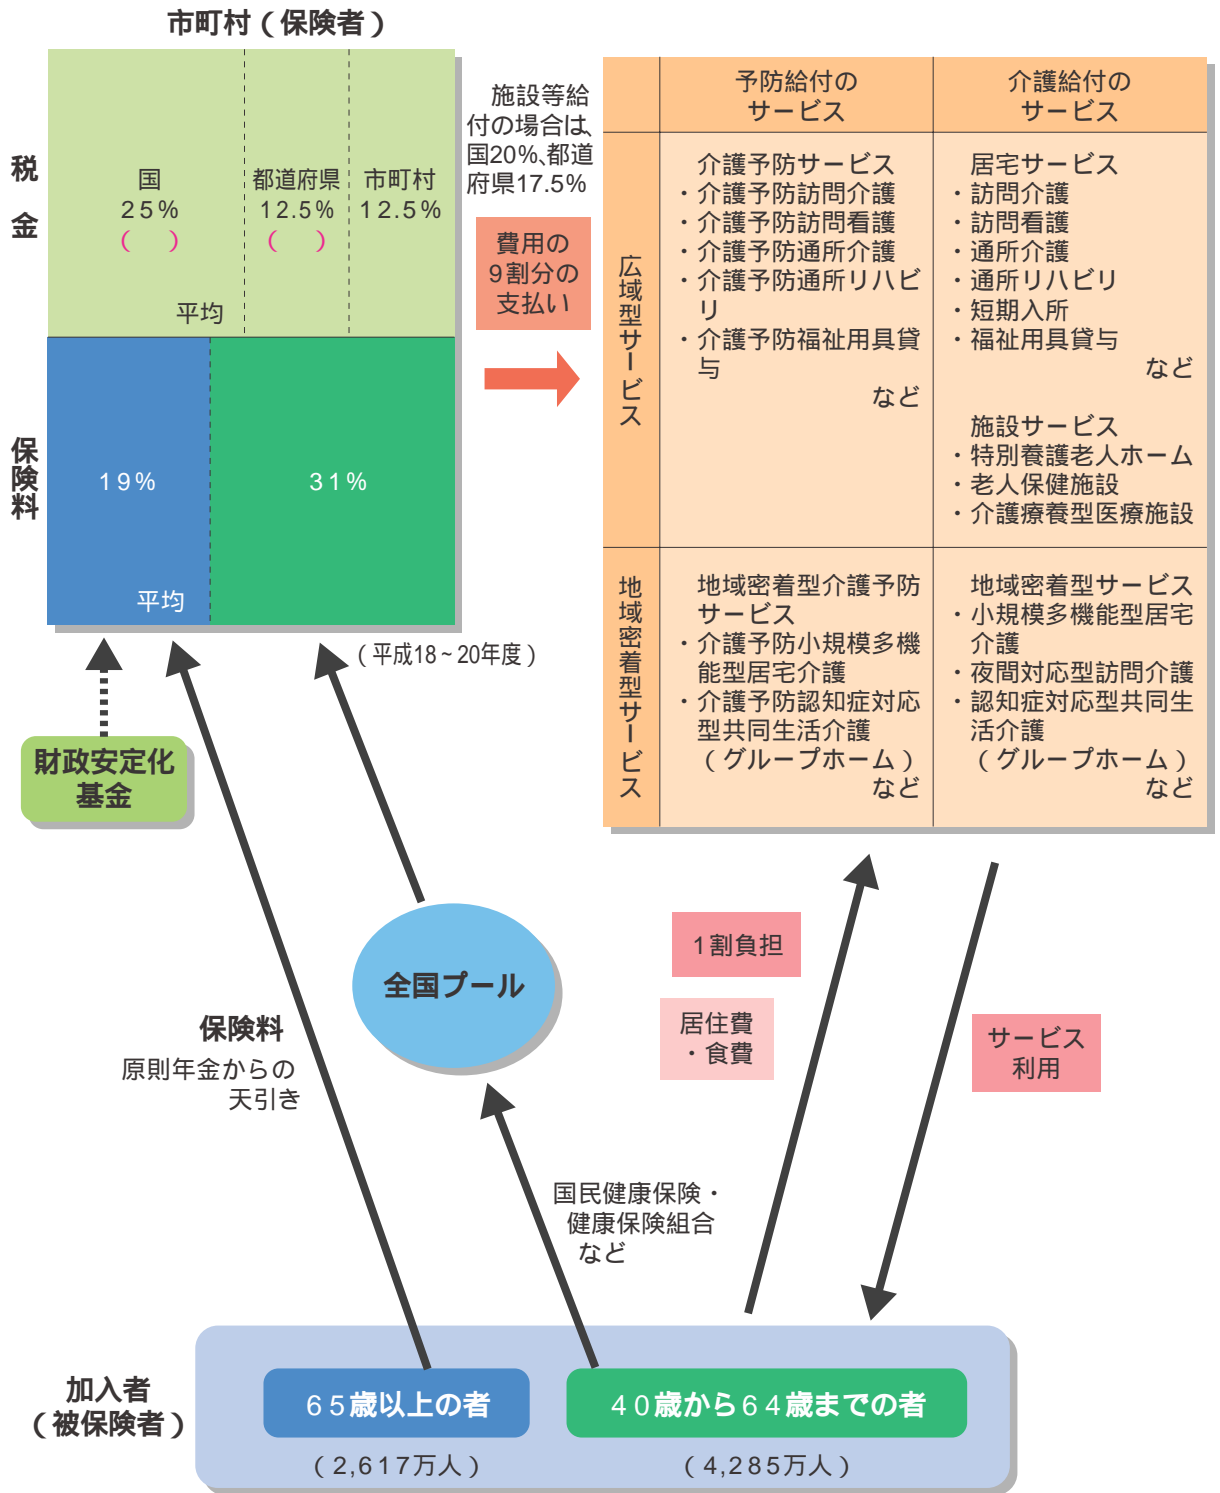 市町村（保険者）
税金
国
25%
(　)
都道府県
12.5%
(　)
市町村
12.5%
平均
保険料
19%
31%
平均
（平成18～20年度）
施設等給
付の場合は、
国20%、都道
府県17.5%
費用の
9割分の
支払い
予防給付の
サービス
介護給付の
サービス
広域型サービス
介護予防サービス
・介護予防訪問介護
・介護予防訪問看護
・介護予防通所介護
・介護予防通所リハビ
リ
・介護予防福祉用具貸
与
など
居宅サービス
・訪問介護
・訪問看護
・通所介護
・通所リハビリ
・短期入所
・福祉用具貸与
など
施設サービス
・特別養護老人ホーム
・老人保健施設
・介護療養型医療施設
地域密着型サービス
地域密着型介護予防
サービス
・介護予防小規模多機
能型居宅介護
・介護予防認知症対応
型共同生活介護
（グループホーム）
など
地域密着型サービス
・小規模多機能型居宅
介護
・夜間対応型訪問介護
・認知症対応型共同生
活介護
（グループホーム）
など
財政安定化
基金
全国プール
保険料
原則年金からの
天引き
国民健康保険・
健康保険組合
など
1割負担
居住費
・食費
サービス
利用
加入者
（被保険者）
65歳以上の者
（2,617万人）
40歳から64歳までの者
（4,285万人）